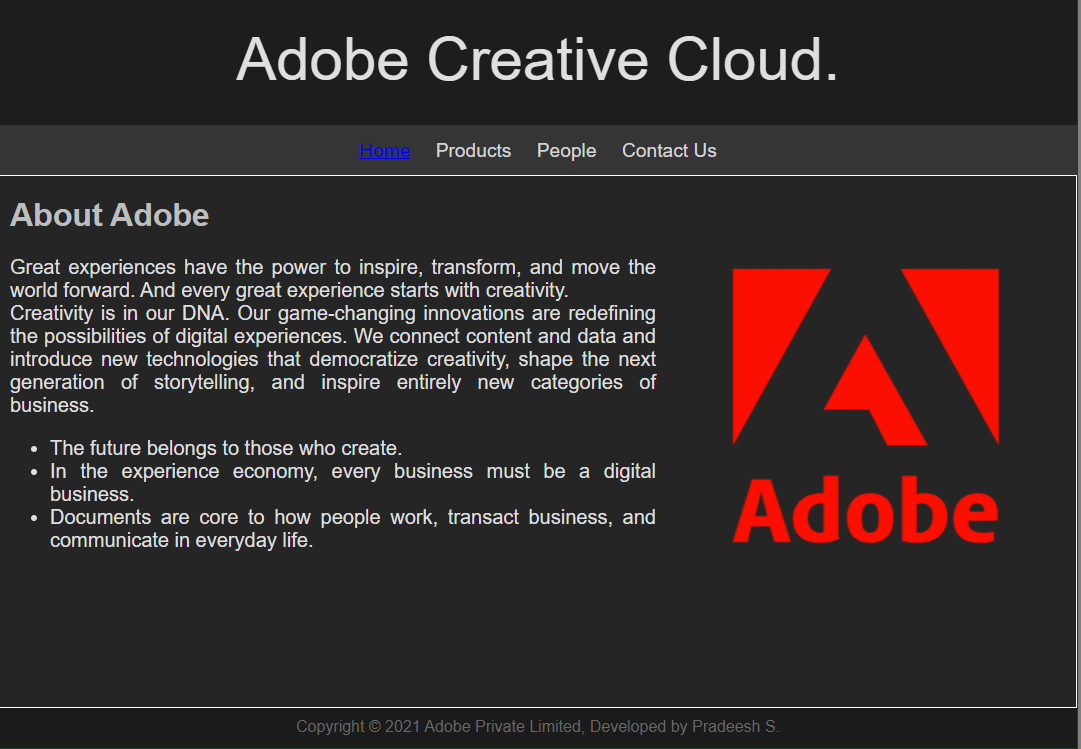 Adobe Creative Cloud.
Home Products People Contact Us
About Adobe
Great experiences have the power to inspire, transform, and move the
world forward. And every great experience starts with creativity.
Creativity is in our DNA. Our game-changing innovations are redefining
the possibilities of digital experiences. We connect content and data and
introduce new technologies that democratize creativity, shape the next
generation of storytelling, and inspire entirely new categories of
business.
• The future belongs to those who create.
• In the experience economy, every business must be a digital
business.
• Documents are core to how people work, transact business, and
communicate in everyday life.
Adobe
Copyright © 2021 Adobe Private Limited, Developed by Pradeesh S.